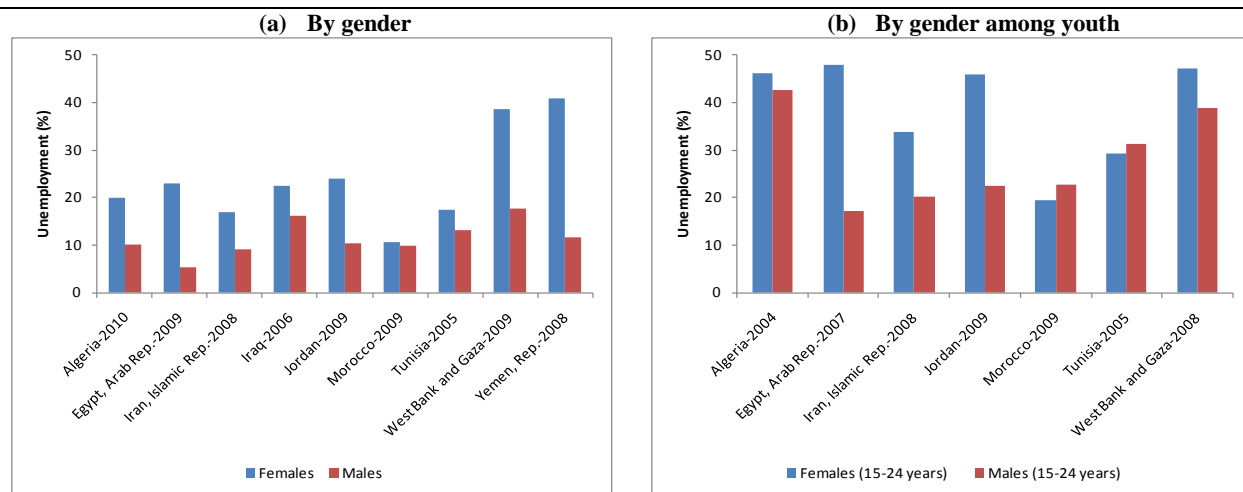 (a) By gender
50
40
30
20
10
0
Unemployment (%)
Algeria-2010
Egypt, Arab Rep.-2009
Iran, Islamic Rep.-2008
Iraq-2006
Jordan-2009
Morocco-2009
Tunisia-2005
West Bank and Gaza-2009
Yemen, Rep.-2008
Females Males
(b) By gender among youth
50
40
30
20
10
0
Unemployment (%)
Algeria-2004
Egypt, Arab Rep.-2007
Iran, Islamic Rep.-2008
Jordan-2009
Morocco-2009
Tunisia-2005
West Bank and Gaza-2008
Females (15-24 years) Males (15-24 years)